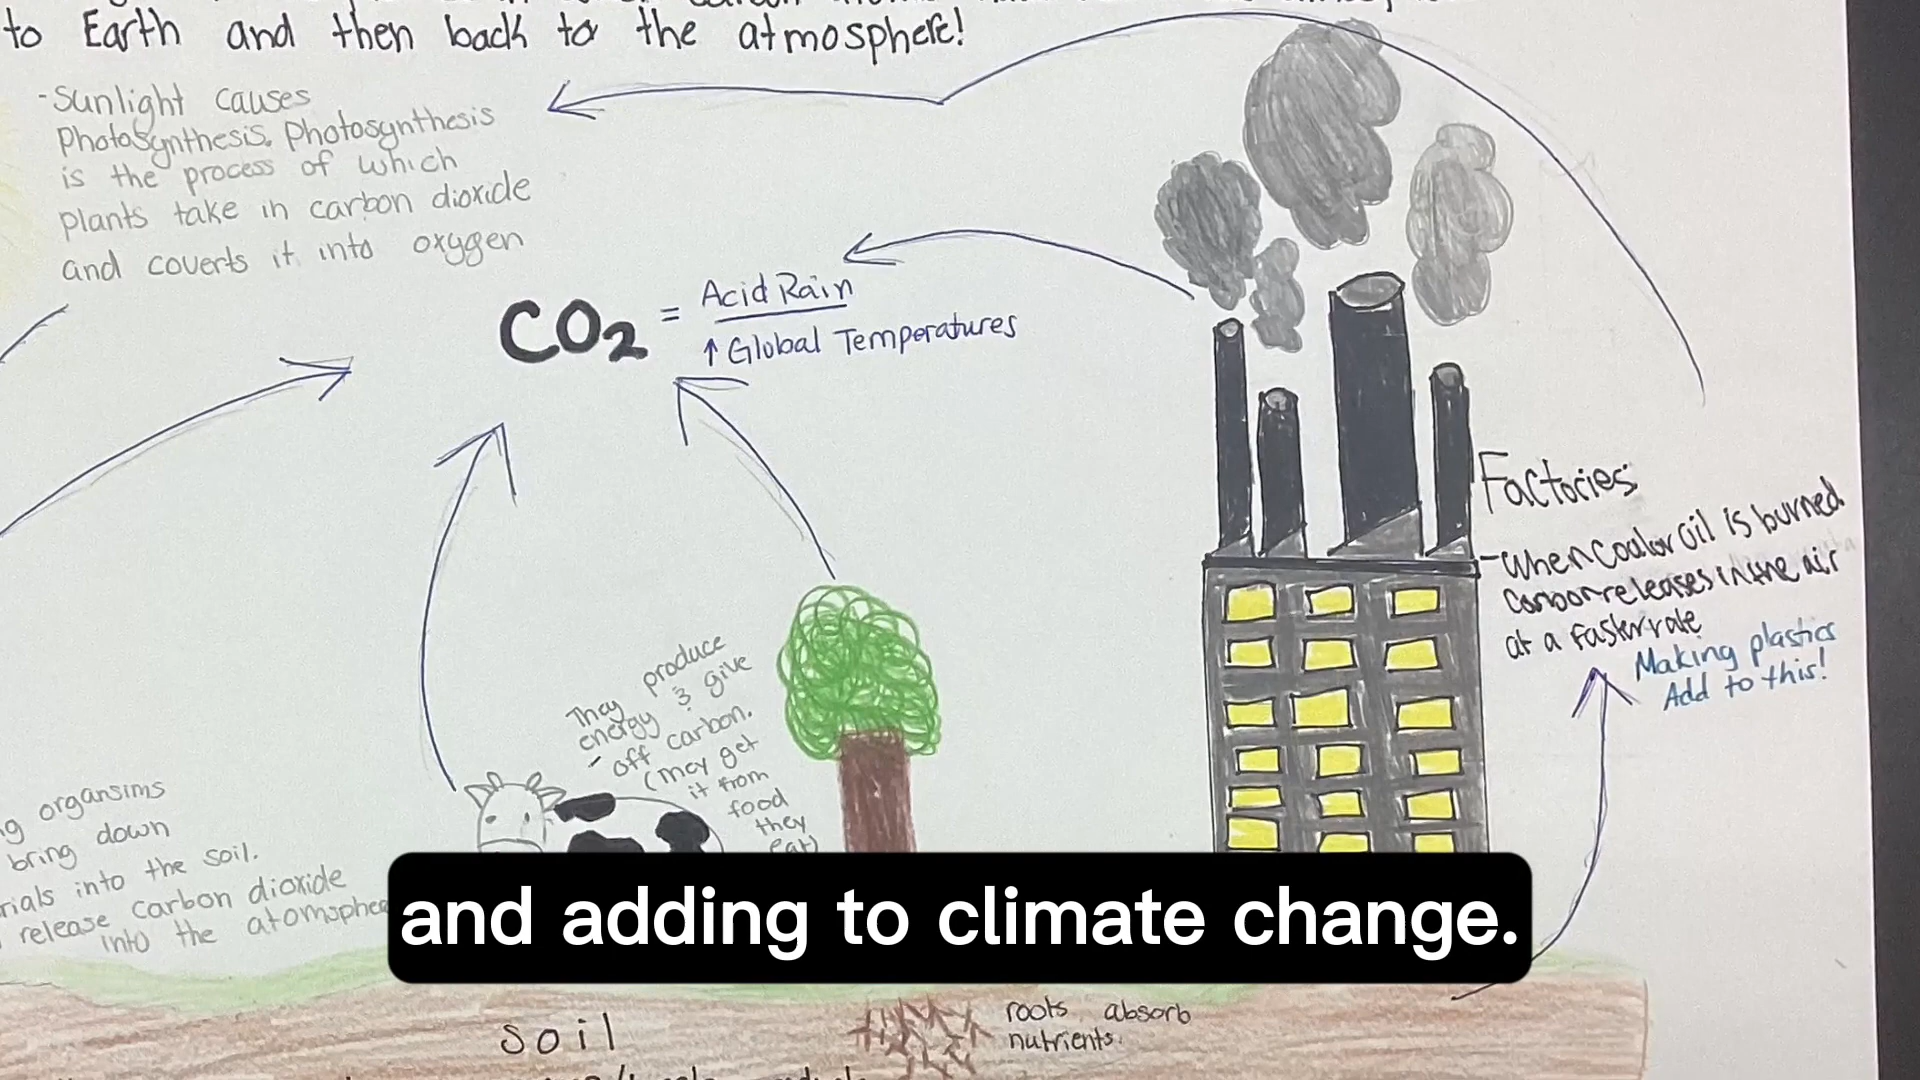 to Earth and then back to the atmosphere!
-Sunlight causes
Photosynthesis. Photosynthesis
is the process of which
plants take in carbon dioxide
and coverts it into oxygen
CO2 = Acid Rain
↑ Global Temperatures
Factories:
-When Coal or Oil is burned
Carbon releases in the air
at a faster rate
Making plastics
Add to this!
They produce
energy & give
off carbon.
(They get
it from
food
they
eat)
organsims
bring down
into the soil.
release carbon dioxide
into the atomsphere
and adding to climate change.
soil
roots absorb
nutrients.